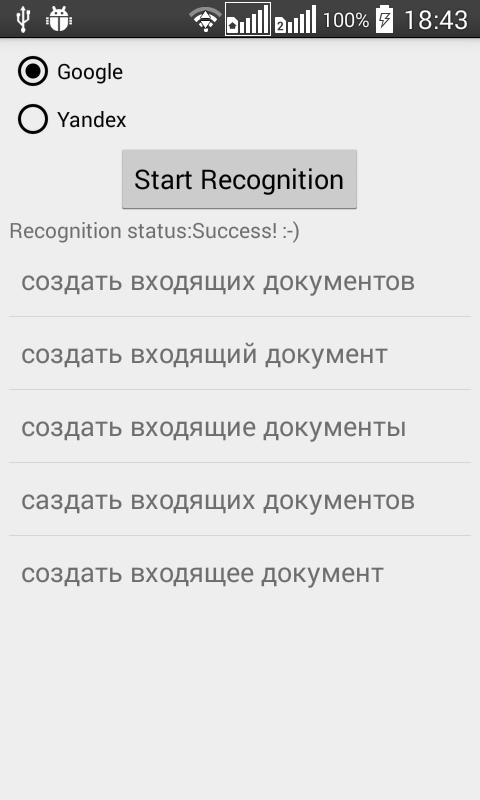 100% 18:43
Google
Yandex
Start Recognition
Recognition status:Success! :-)
создать входящих документов
создать входящий документ
создать входящие документы
саздать входящих документов
создать входящее документ